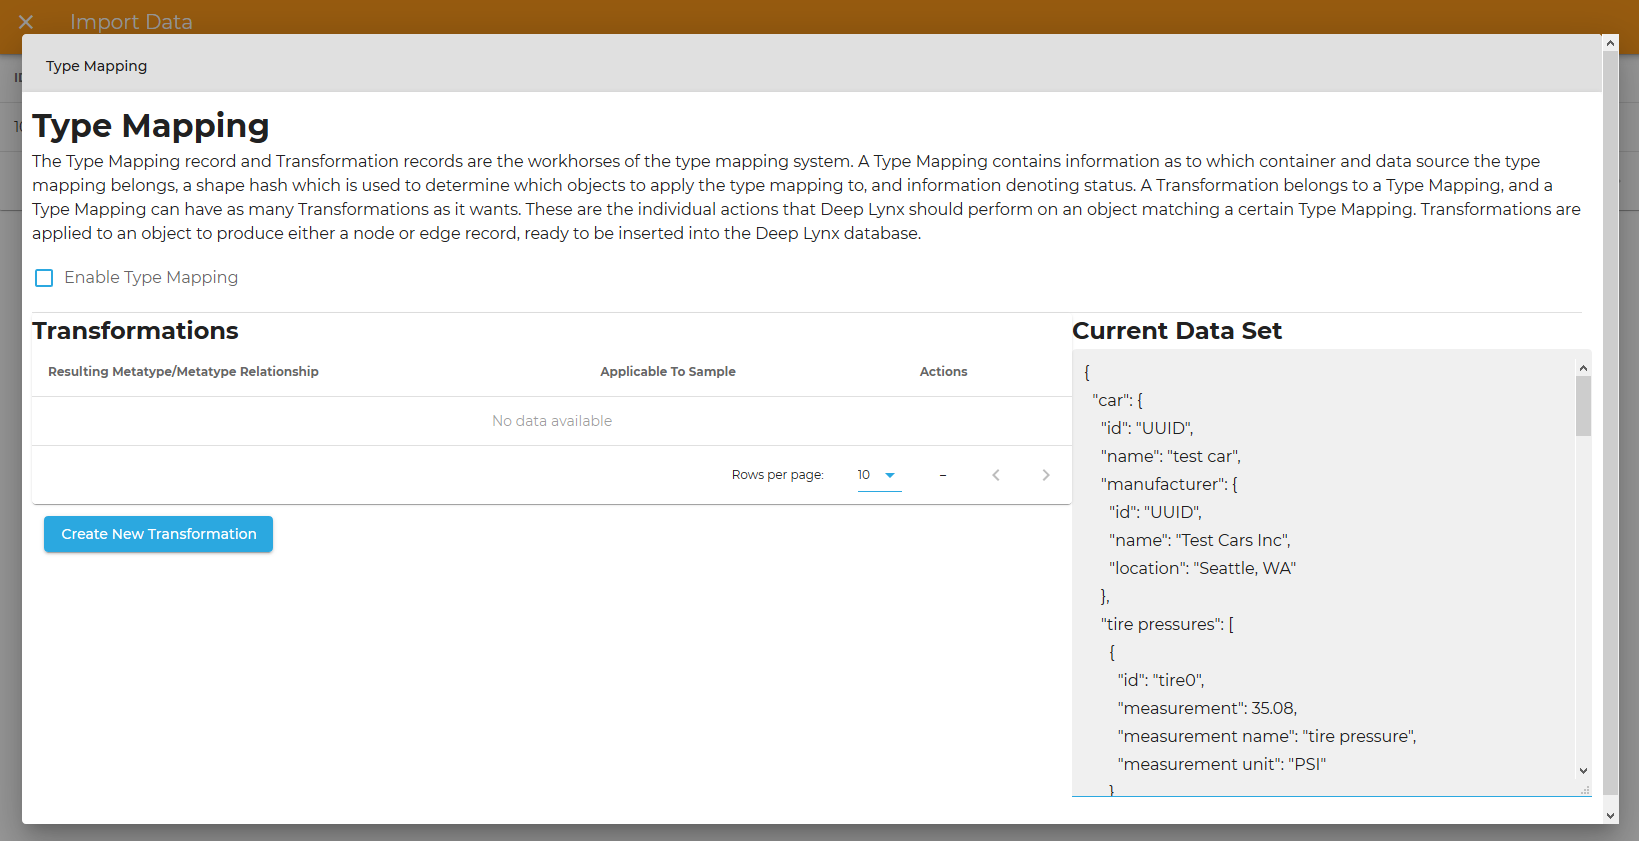 Import Data
ID
10
Type Mapping
Type Mapping
The Type Mapping record and Transformation records are the workhorses of the type mapping system. A Type Mapping contains information as to which container and data source the type
mapping belongs, a shape hash which is used to determine which objects to apply the type mapping to, and information denoting status. A Transformation belongs to a Type Mapping, and a
Type Mapping can have as many Transformations as it wants. These are the individual actions that Deep Lynx should perform on an object matching a certain Type Mapping. Transformations are
applied to an object to produce either a node or edge record, ready to be inserted into the Deep Lynx database.
Enable Type Mapping
Transformations
Resulting Metatype/Metatype Relationship Applicable To Sample Actions
No data available
Rows per page: 10 –
Create New Transformation
Current Data Set
{
"car": {
"id": "UUID",
"name": "test car",
"manufacturer": {
"id": "UUID",
"name": "Test Cars Inc",
"location": "Seattle, WA"
},
"tire pressures": [
{
"id": "tire0",
"measurement": 35.08,
"measurement name": "tire pressure",
"measurement unit": "PSI"
}